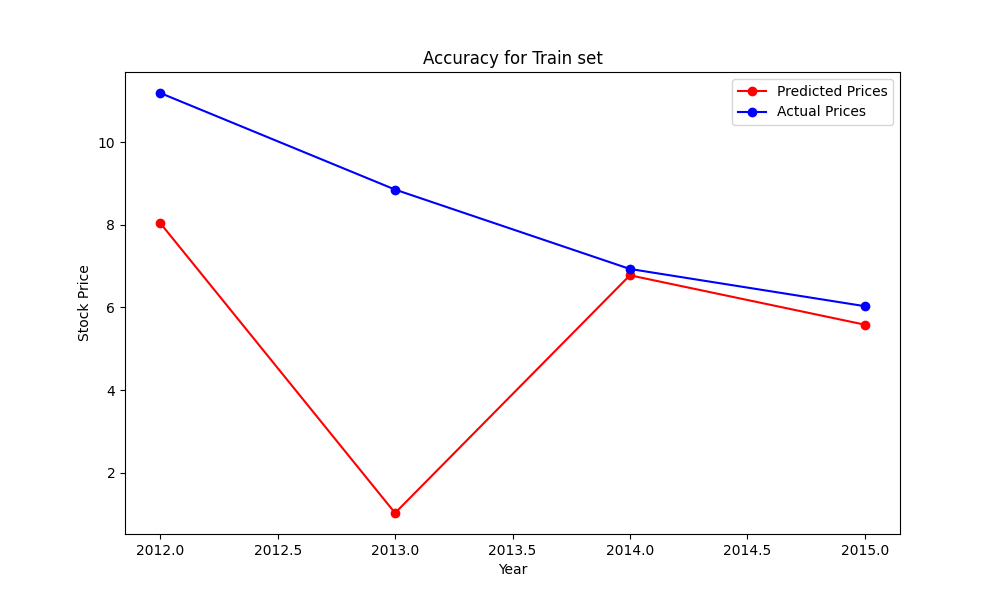 Accuracy for Train set
Predicted Prices
Actual Prices
Stock Price
10
8
6
4
2
2012.0 2012.5 2013.0 2013.5 2014.0 2014.5 2015.0
Year